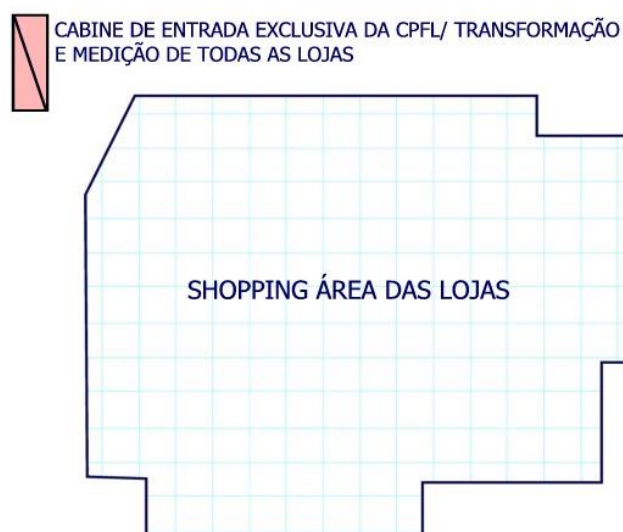 CABINE DE ENTRADA EXCLUSIVA DA CPFL/ TRANSFORMAÇÃO
E MEDIÇÃO DE TODAS AS LOJAS
SHOPPING ÁREA DAS LOJAS